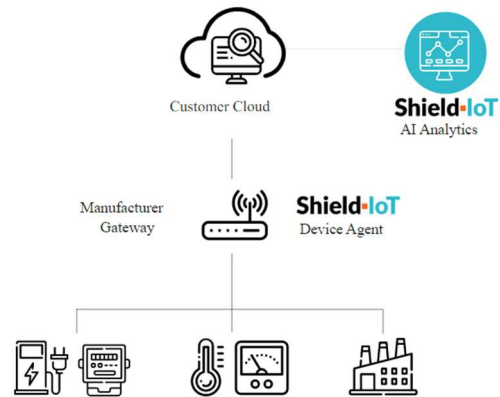 Customer Cloud
Shield-IoT
AI Analytics
Manufacturer
Gateway
Shield-IoT
Device Agent